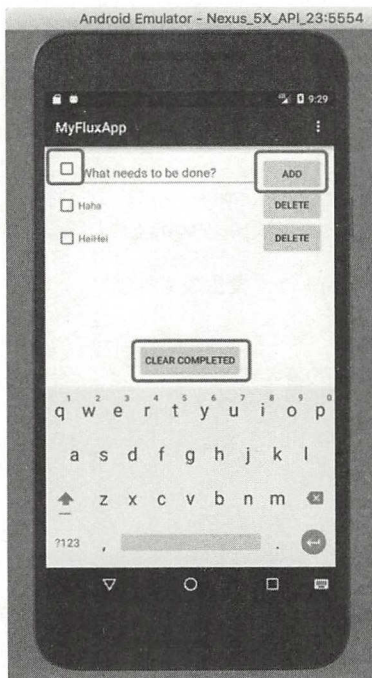 Android Emulator - Nexus_5X_API_23:5554
9:29
MyFluxApp
What needs to be done? ADD
Haha DELETE
HeiHei DELETE
CLEAR COMPLETED
1 2 3 4 5 6 7 8 9 0
q w e r t y u i o p
a s d f g h j k l
z x c v b n m
?123 , .